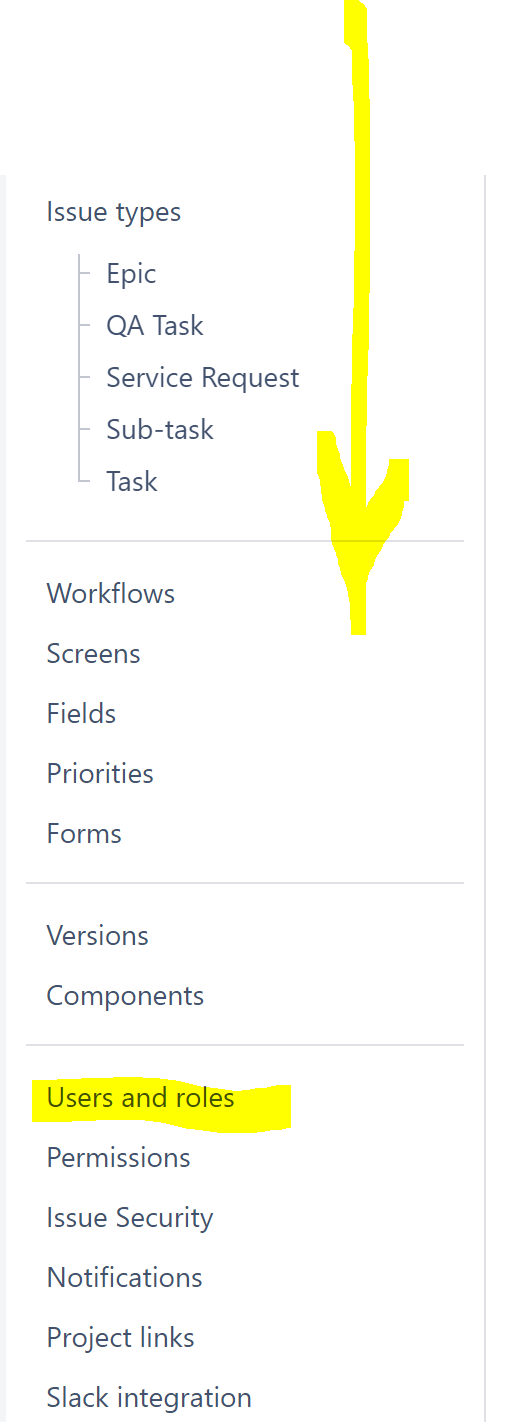 Issue types
Epic
QA Task
Service Request
Sub-task
Task
Workflows
Screens
Fields
Priorities
Forms
Versions
Components
Users and roles
Permissions
Issue Security
Notifications
Project links
Slack integration